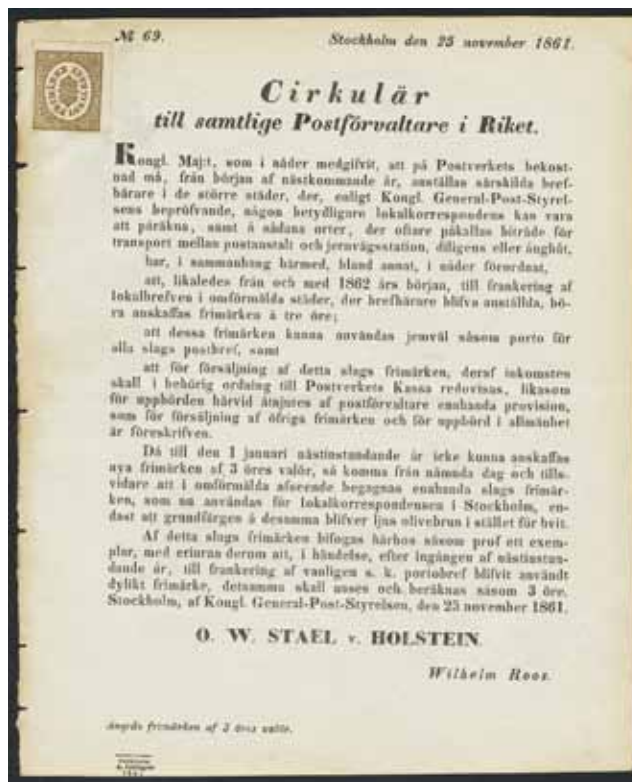 № 69.
Stockholm den 25 november 1861.
Cirkulär
till samtlige Postförvaltare i Riket.
Kongl. Maj:t, som i nåder medgifvit, att på Postverkets bekost-
nad må, från början af nästkommande år, anställas särskilda bref-
bärare i de större städer, der, enligt Kongl. General-Post-Styrel-
sens bepröfvande, någon betydligare lokalkorrespondens kan vara
att påräkna, samt å sådana orter, der oftare påkallas biträde för
transport mellan postanstalt och jernvägsstation, diligens eller ångbåt,
har, i sammanhang härmed, bland annat, i nåder förordnat,
att, likaledes från och med 1862 års början, till frankering af
lokalbrefven i omförmälda städer, der brefbärare blifva anställda, bö-
ra anskaffas frimärken à tre öre;
att dessa frimärken kunna användas jemväl såsom porto för
alla slags postbref, samt
att för försäljning af detta slags frimärken, deraf inkomsten
skall i behörig ordning till Postverkets Kassa redovisas, likasom
för uppbörden härvid åtnjutes af postförvaltare enahanda provision,
som för försäljning af öfriga frimärken och för uppbörd i allmänhet
är föreskrifven.
Då till den 1 januari nästinstundande år icke kunna anskaffas
nya frimärken af 3 öres valör, så komma från nämnda dag och tills-
vidare att i omförmälda afseende begagnas enahanda slags frimär-
ken, som nu användas för lokalkorrespondensen i Stockholm, en-
dast att grundfärgen å desamma blifver ljus olivebrun i stället för hvit.
Af detta slags frimärken bifogas härhos såsom prof ett exem-
plar, med erinran derom att, i händelse, efter ingången af nästinstun-
dande år, till frankering af vanligen s. k. portobref blifvit användt
dylikt frimärke, detsamma skall anses och beräknas såsom 3 öre.
Stockholm, af Kongl. General-Post-Styrelsen, den 25 november 1861.
O. W. STAEL v. HOLSTEIN.
Wilhelm Roos.
Angår frimärken af 3 öres valör.